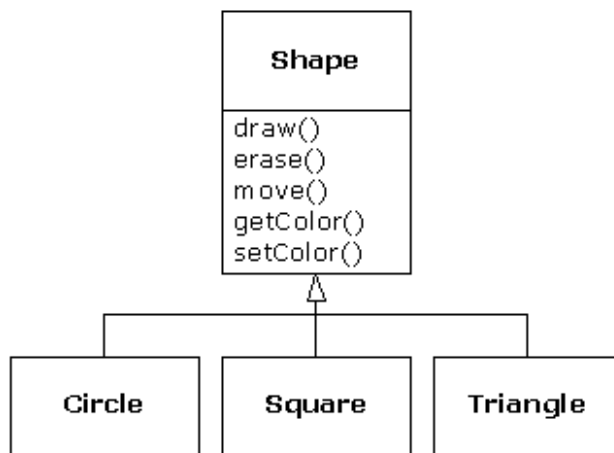 Shape
draw()
erase()
move()
getColor()
setColor()
Circle
Square
Triangle